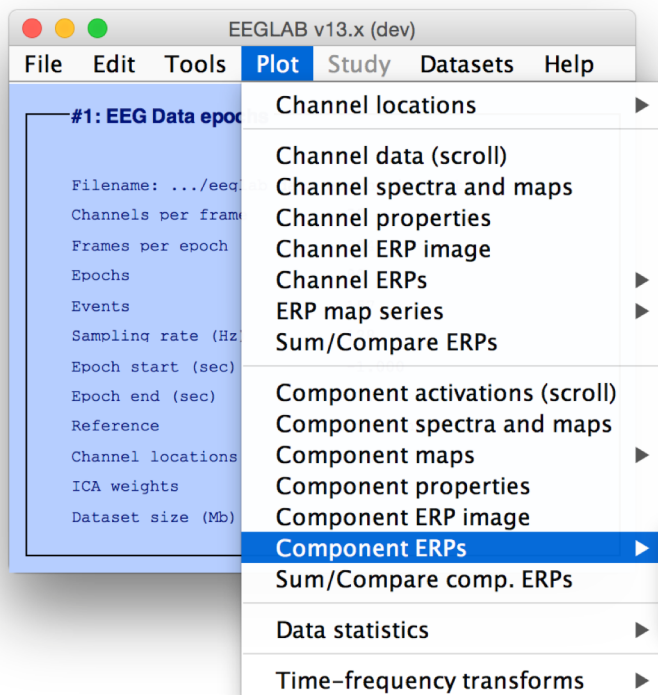 EEGLAB v13.x (dev)
File Edit Tools Plot Study Datasets Help
#1: EEG Data
Filename:
Channels per
Frames per epoch
Epochs
Events
Sampling rate
Epoch start (sec)
Epoch end (sec)
Reference
Channel locations
ICA weights
Dataset size (Mb)
Channel locations
Channel data (scroll)
Channel spectra and maps
Channel properties
Channel ERP image
Channel ERPs
ERP map series
Sum/Compare ERPs
Component activations (scroll)
Component spectra and maps
Component maps
Component properties
Component ERP image
Component ERPs
Sum/Compare comp. ERPs
Data statistics
Time-frequency transforms